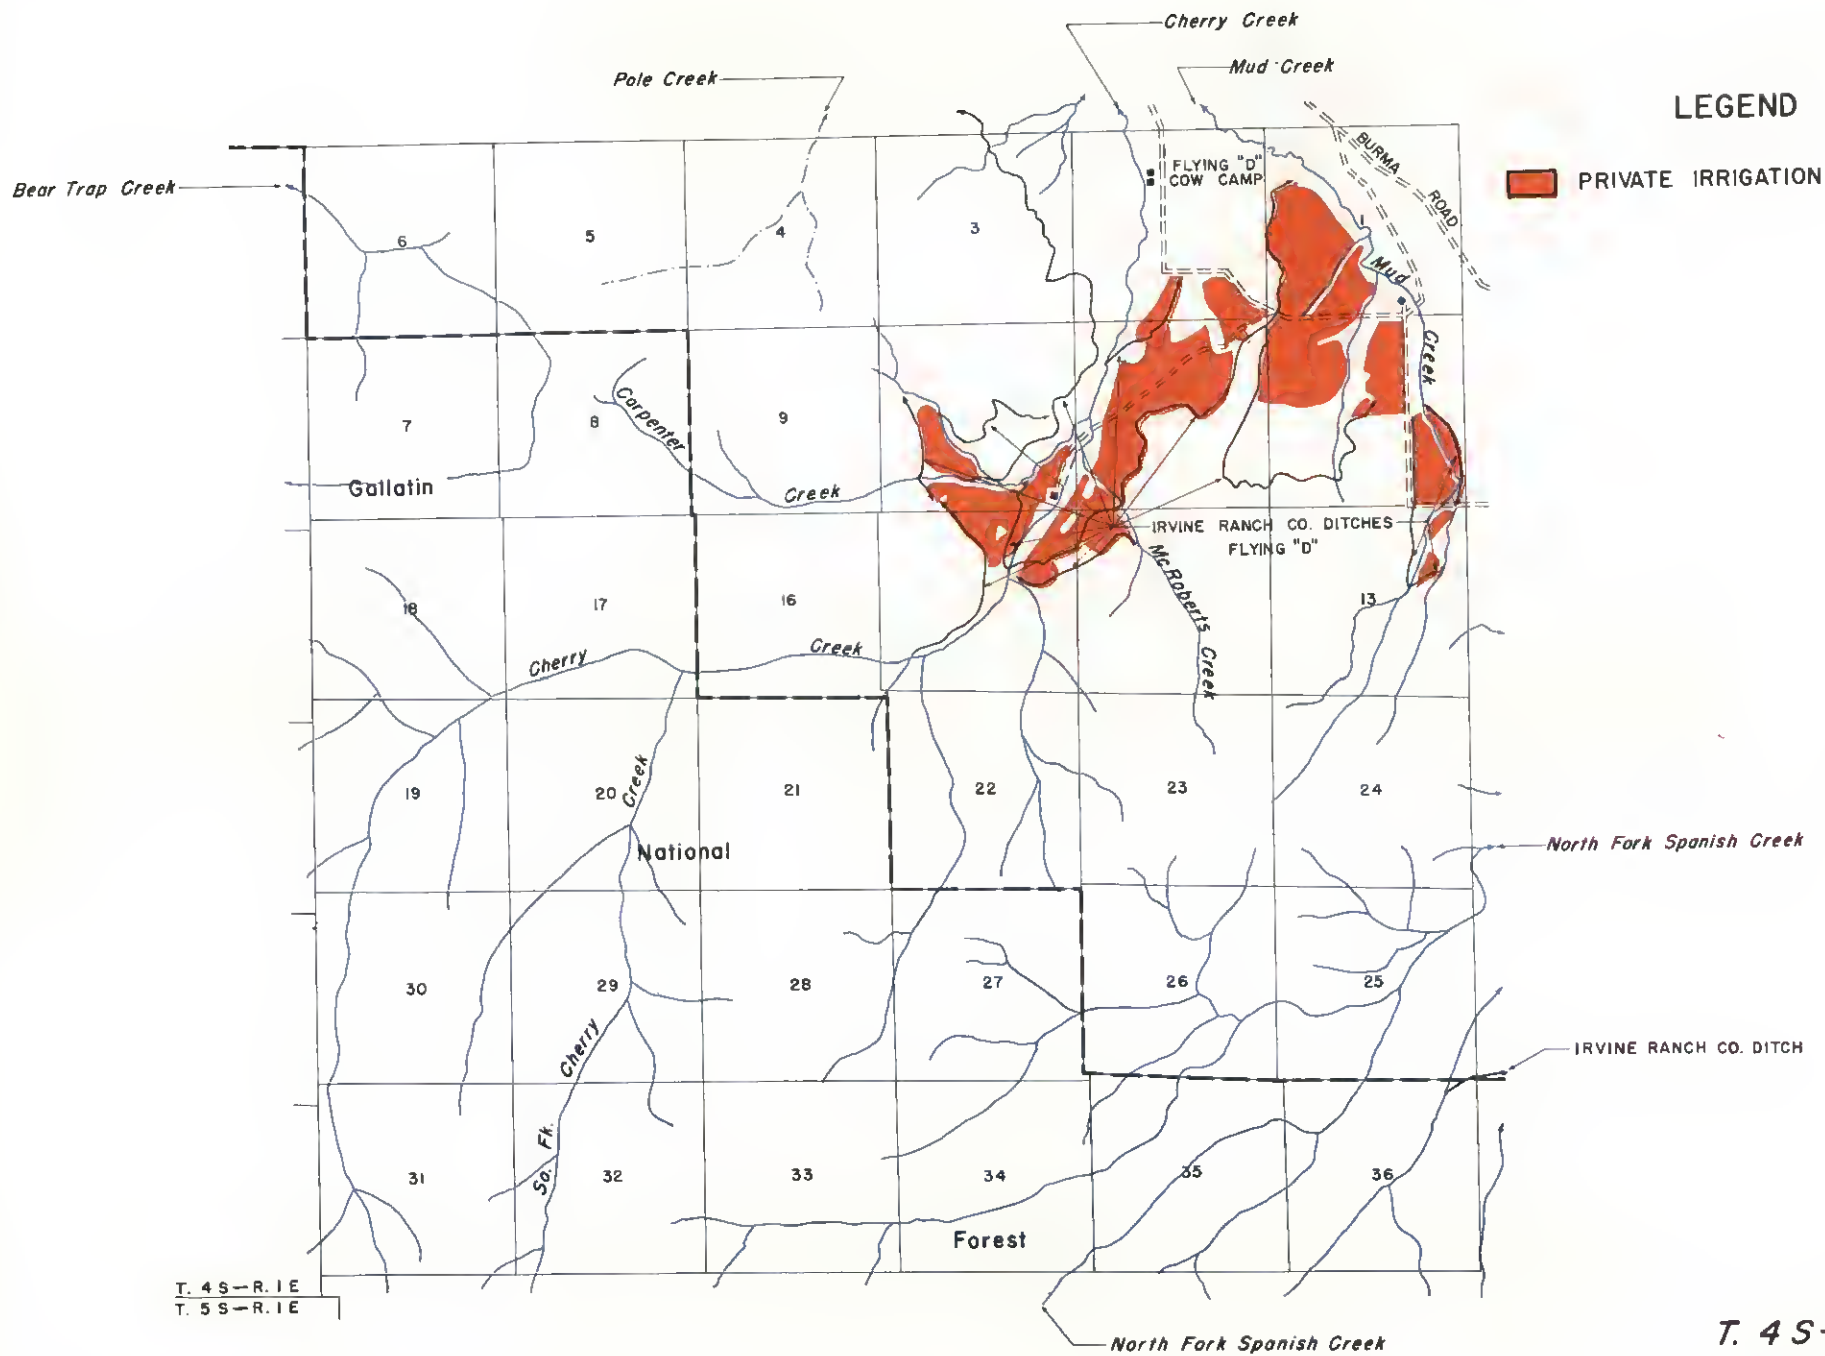 Cherry Creek
Mud Creek
Pole Creek
LEGEND
PRIVATE IRRIGATION
Bear Trap Creek
FLYING "D"
COW CAMP
BURMA
ROAD
6
5
4
3
1
Mud
Creek
7
8
9
Carpenter
Creek
Gallatin
IRVINE RANCH CO. DITCHES
FLYING "D"
McRoberts
Creek
18
17
16
13
Cherry
Creek
19
20
21
22
23
24
Creek
National
North Fork Spanish Creek
30
29
28
27
26
25
Cherry
IRVINE RANCH CO. DITCH
So. Fk.
31
32
33
34
35
36
Forest
T. 4 S—R. 1 E
T. 5 S—R. 1 E
North Fork Spanish Creek
T. 4 S-